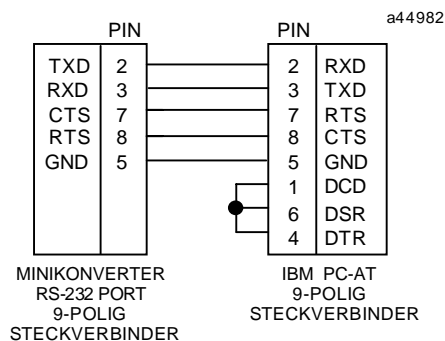 a44982
PIN PIN
TXD 2 2 RXD
RXD 3 3 TXD
CTS 7 7 RTS
RTS 8 8 CTS
GND 5 5 GND
1 DCD
6 DSR
4 DTR
MINIKONVERTER
RS-232 PORT
9-POLIG
STECKVERBINDER
IBM PC-AT
9-POLIG
STECKVERBINDER